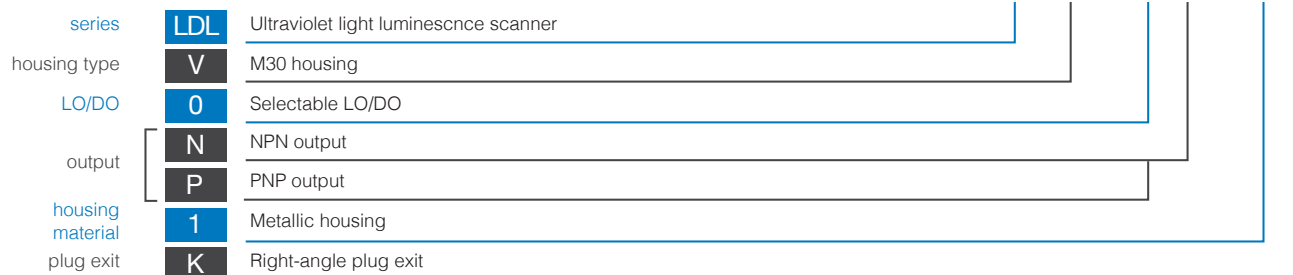 series LDL Ultraviolet light luminescnce scanner
housing type V M30 housing
LO/DO 0 Selectable LO/DO
output
N NPN output
P PNP output
housing material 1 Metallic housing
plug exit K Right-angle plug exit